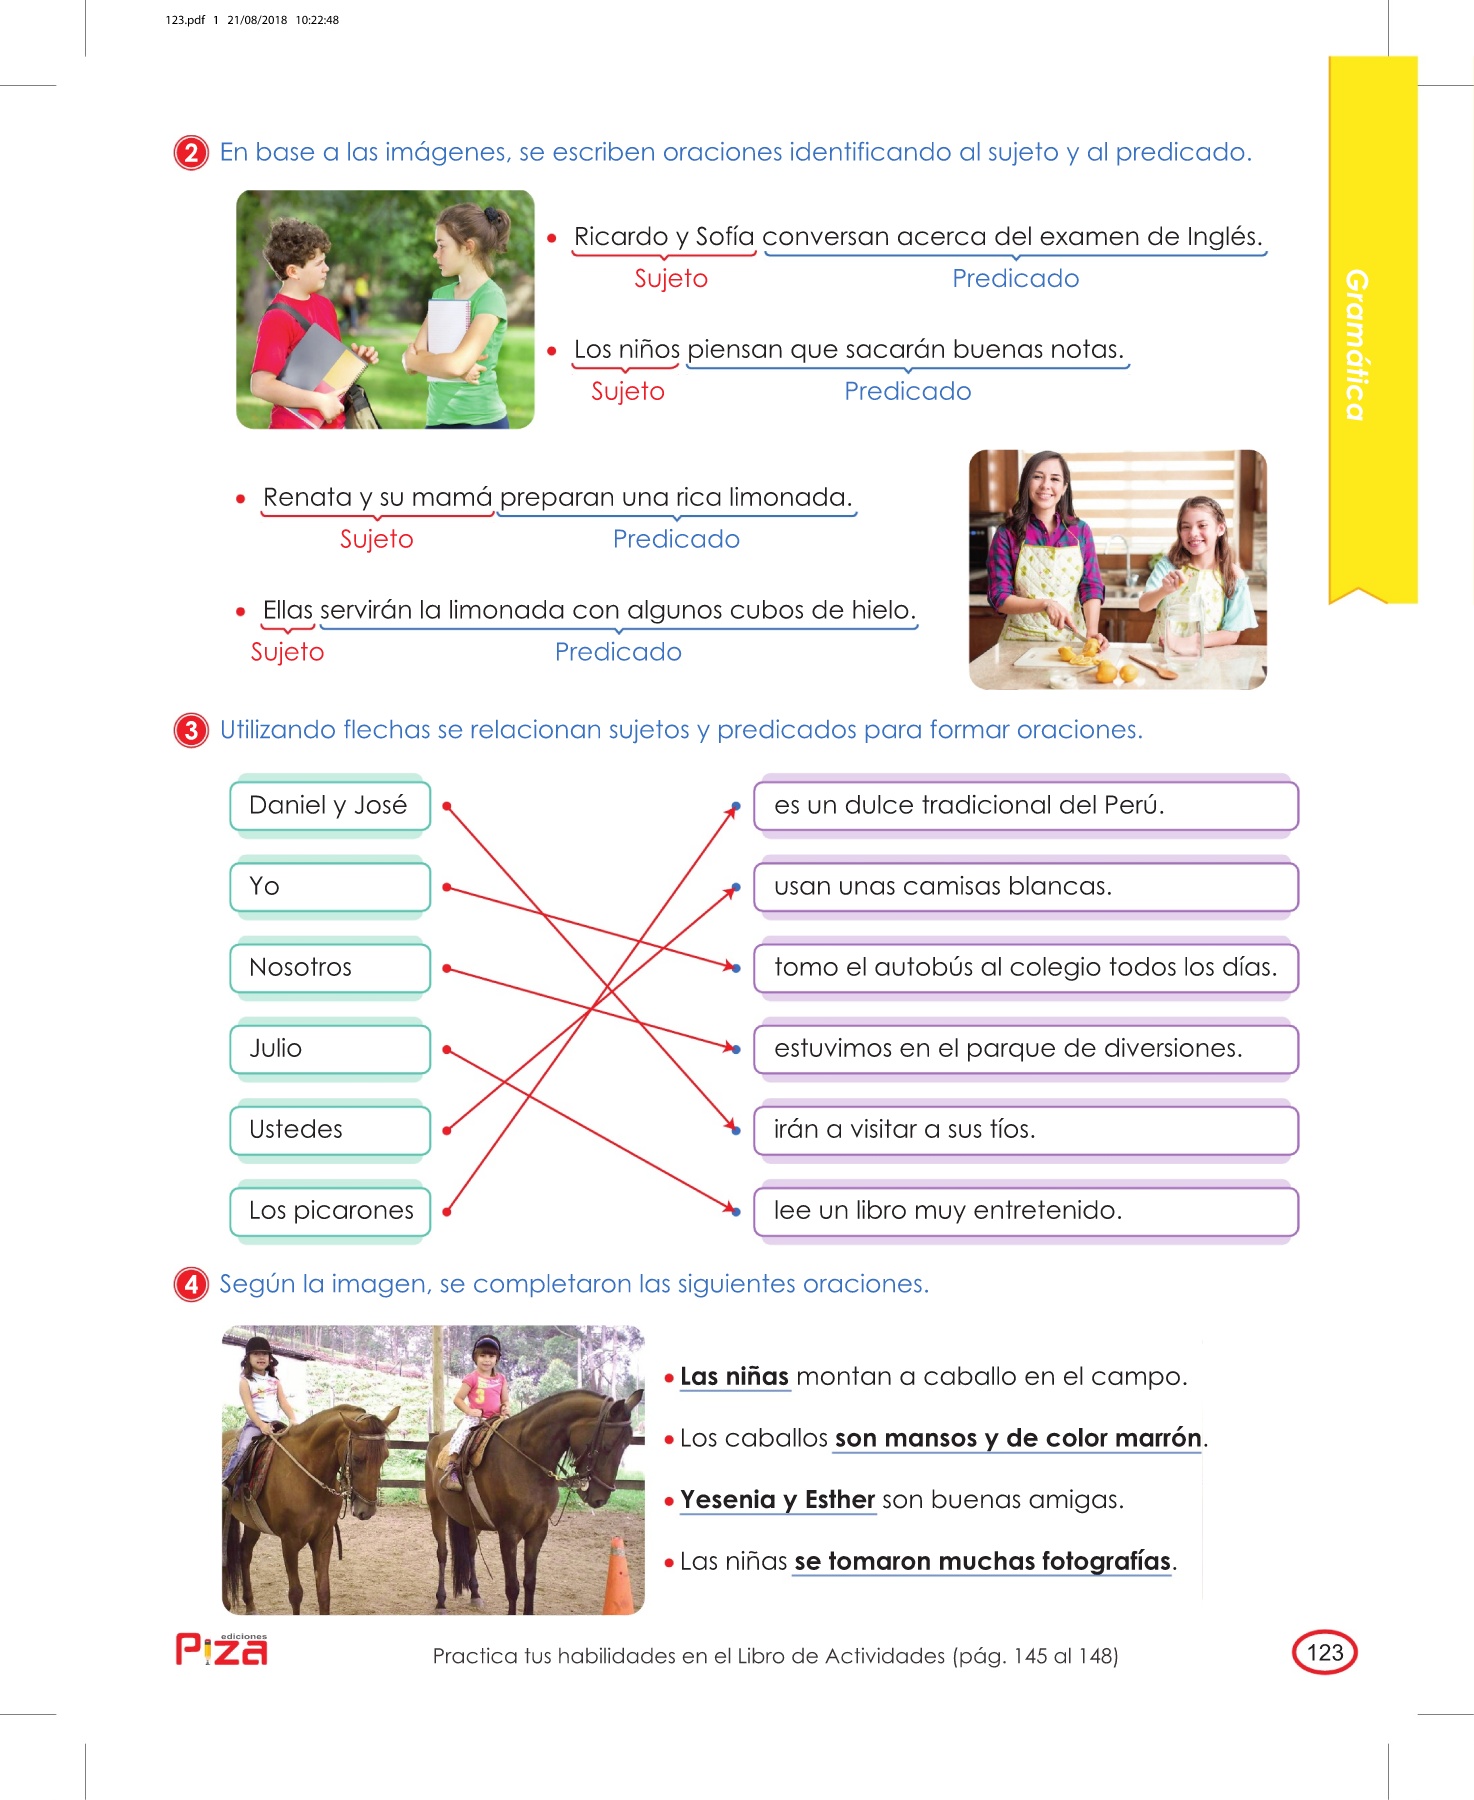 123.pdf 1 21/08/2018 10:22:48
Gramática
2 En base a las imágenes, se escriben oraciones identificando al sujeto y al predicado.
• Ricardo y Sofía conversan acerca del examen de Inglés.
Sujeto Predicado
• Los niños piensan que sacarán buenas notas.
Sujeto Predicado
• Renata y su mamá preparan una rica limonada.
Sujeto Predicado
• Ellas servirán la limonada con algunos cubos de hielo.
Sujeto Predicado
3 Utilizando flechas se relacionan sujetos y predicados para formar oraciones.
Daniel y José es un dulce tradicional del Perú.
Yo usan unas camisas blancas.
Nosotros tomo el autobús al colegio todos los días.
Julio estuvimos en el parque de diversiones.
Ustedes irán a visitar a sus tíos.
Los picarones lee un libro muy entretenido.
4 Según la imagen, se completaron las siguientes oraciones.
• Las niñas montan a caballo en el campo.
• Los caballos son mansos y de color marrón.
• Yesenia y Esther son buenas amigas.
• Las niñas se tomaron muchas fotografías.
ediciones
Piza
Practica tus habilidades en el Libro de Actividades (pág. 145 al 148)
123